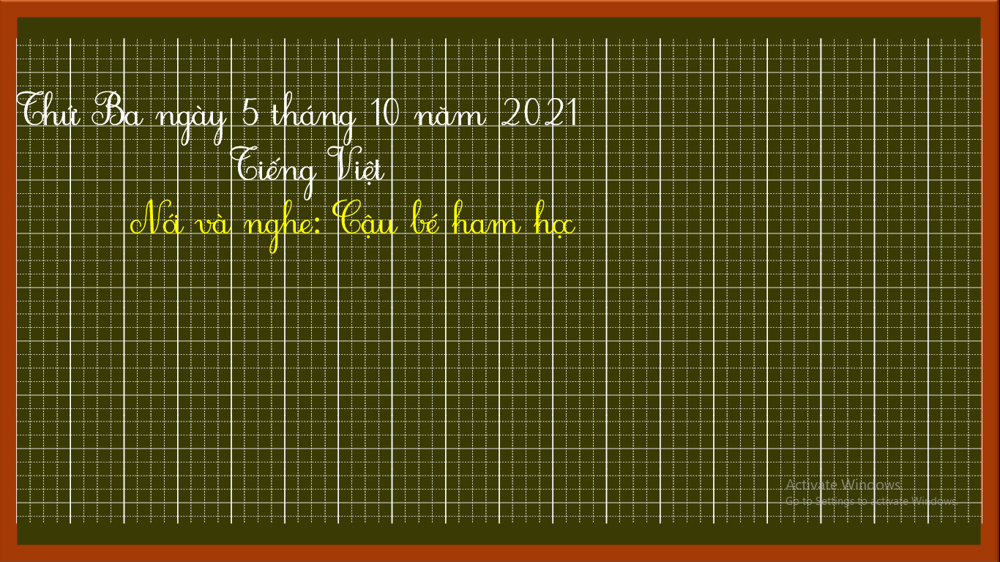 Thứ Ba ngày 5 tháng 10 năm 2021
Tiếng Việt
Nói và nghe: Cậu bé ham học
Activate Windows
Go to Settings to activate Windows.